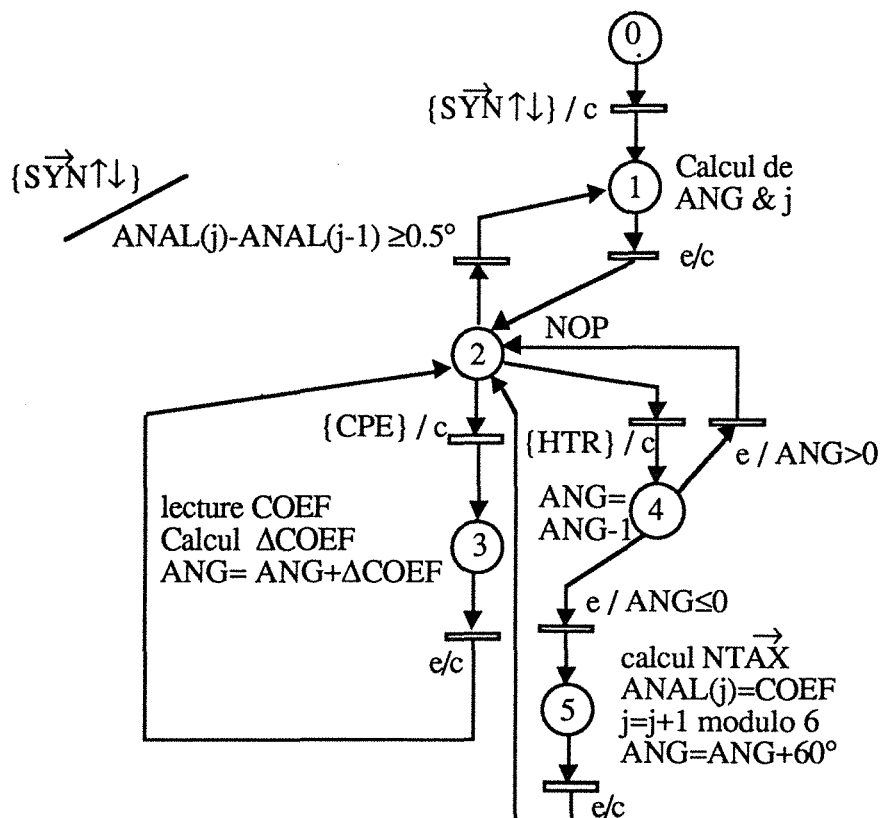 0
{SYN↑↓} / c
{SYN↑↓}
1
Calcul de
ANG & j
ANAL(j)-ANAL(j-1) ≥0.5°
e/c
NOP
2
{CPE} / c
{HTR} / c
e / ANG>0
lecture COEF
Calcul ΔCOEF
ANG= ANG+ΔCOEF
3
ANG=
ANG-1
4
e / ANG≤0
e/c
calcul NTAX
ANAL(j)=COEF
j=j+1 modulo 6
ANG=ANG+60°
5
e/c